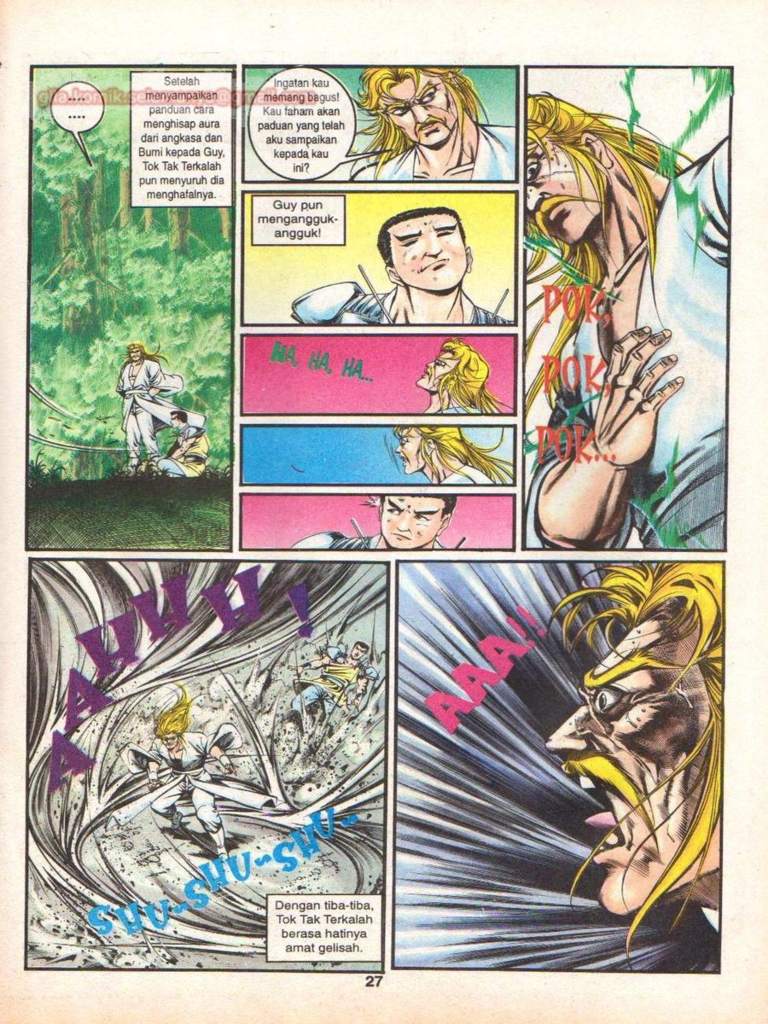 ....
....
Setelah
menyampaikan
panduan cara
menghisap aura
dari angkasa dan
Bumi kepada Guy,
Tok Tak Terkalah
pun menyuruh dia
menghafalnya.
Ingatan kau
memang bagus!
Kau faham akan
paduan yang telah
aku sampaikan
kepada kau
ini?
Guy pun
mengangguk-
angguk!
HA, HA, HA...
POK,
POK,
POK...
AAAHHHH!
SHU~SHU~SHU~
Dengan tiba-tiba,
Tok Tak Terkalah
berasa hatinya
amat gelisah.
AAA!!
27